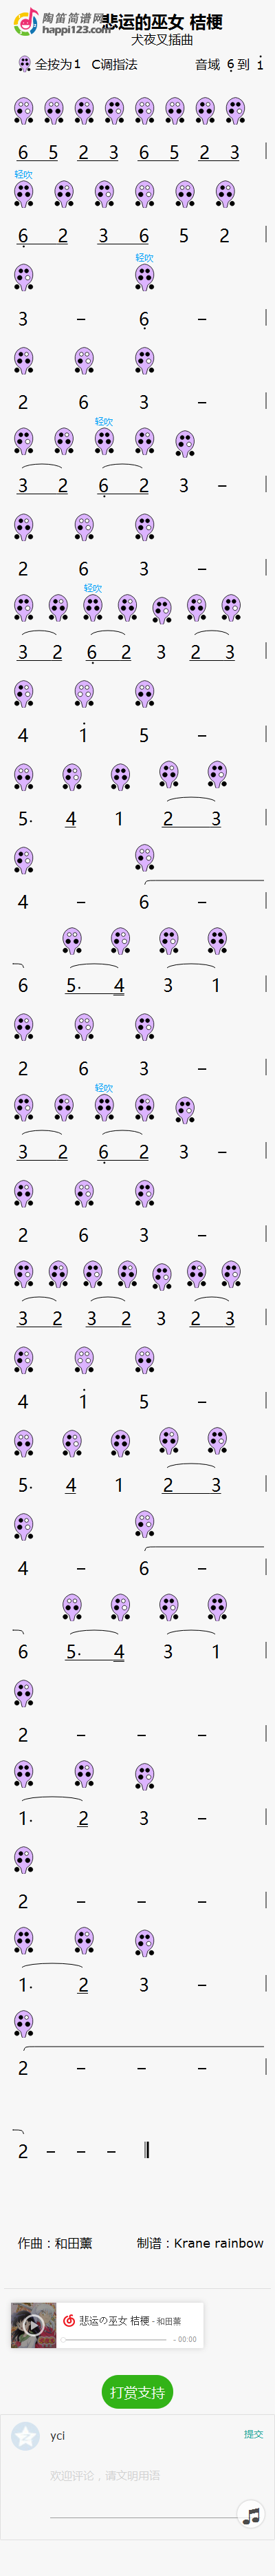 陶笛简谱网
happi123.com
悲运的巫女 桔梗
犬夜叉插曲
全按为1 C调指法 音域 6̣ 到 i
6 5 2 3 6 5 2 3 |
轻吹
6̣ 2 3 6 5 2
轻吹
3 – 6̣ – |
2 6 3 –
轻吹
3 2 6̣ 2 3 – |
2 6 3 – |
轻吹
3 2 6̣ 2 3 2 3 |
4 1̇ 5 – |
5· 4 1 2 3 |
4 – 6 – |
6 5· 4 3 1 |
2 6 3 – |
轻吹
3 2 6̣ 2 3 – |
2 6 3 – |
3 2 3 2 3 2 3 |
4 1̇ 5 – |
5· 4 1 2 3 |
4 – 6 – |
6 5· 4 3 1 |
2 – – – |
1· 2 3 – |
2 – – – |
1· 2 3 – |
2 – – – |
2 – – – ‖
作曲：和田薰 制谱：Krane rainbow
悲运の巫女 桔梗 - 和田薰
- 00:00
打赏支持
yci 提交
欢迎评论，请文明用语